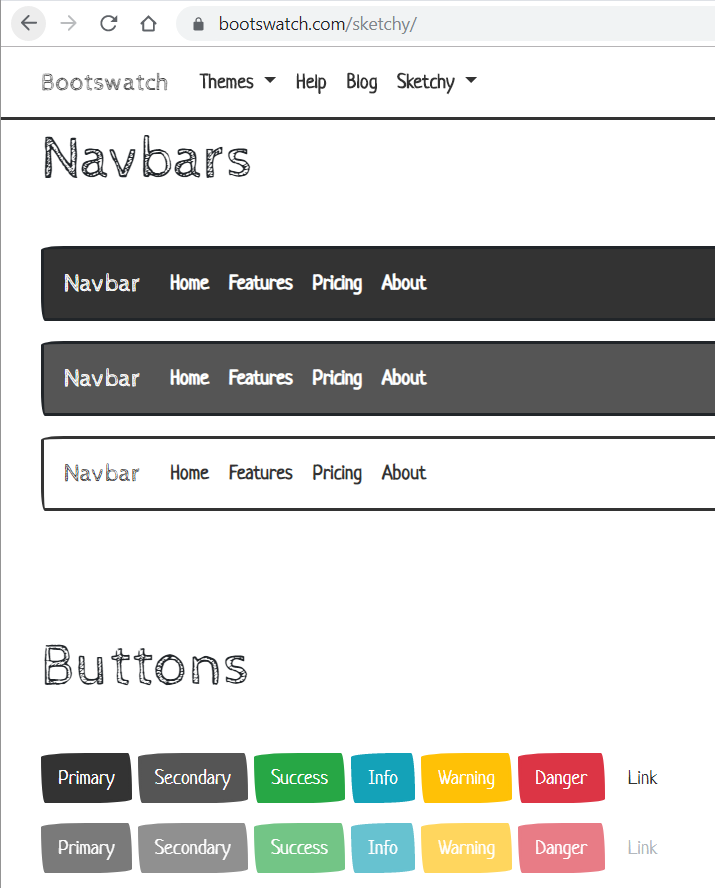 bootswatch.com/sketchy/
Bootswatch Themes Help Blog Sketchy
Navbars
Navbar Home Features Pricing About
Navbar Home Features Pricing About
Navbar Home Features Pricing About
Buttons
Primary Secondary Success Info Warning Danger Link
Primary Secondary Success Info Warning Danger Link